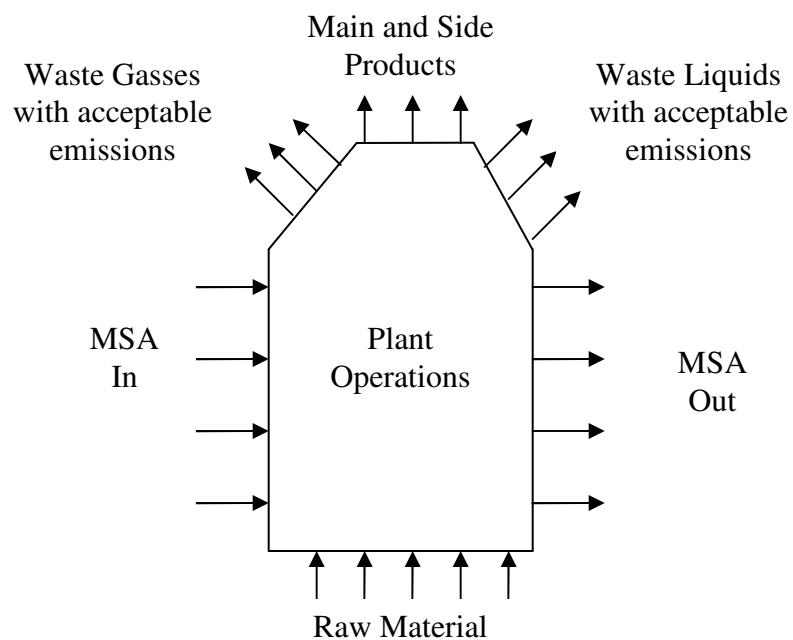 Main and Side
Products
Waste Gasses
with acceptable
emissions
Waste Liquids
with acceptable
emissions
MSA
In
Plant
Operations
MSA
Out
Raw Material